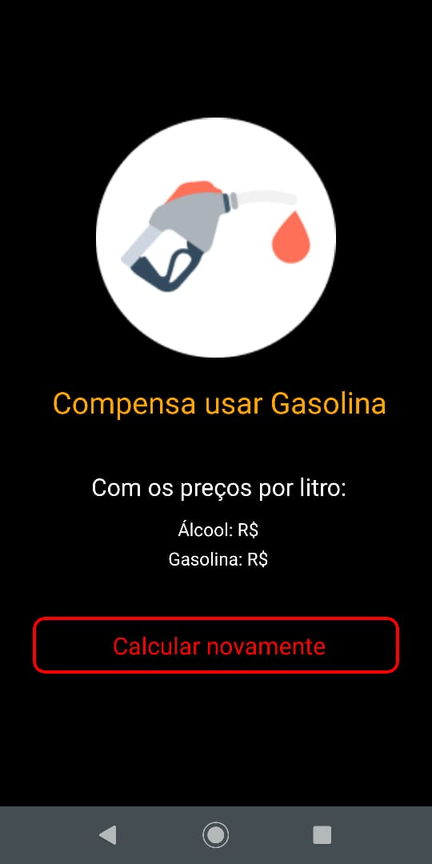 Compensa usar Gasolina
Com os preços por litro:
Álcool: R$
Gasolina: R$
Calcular novamente